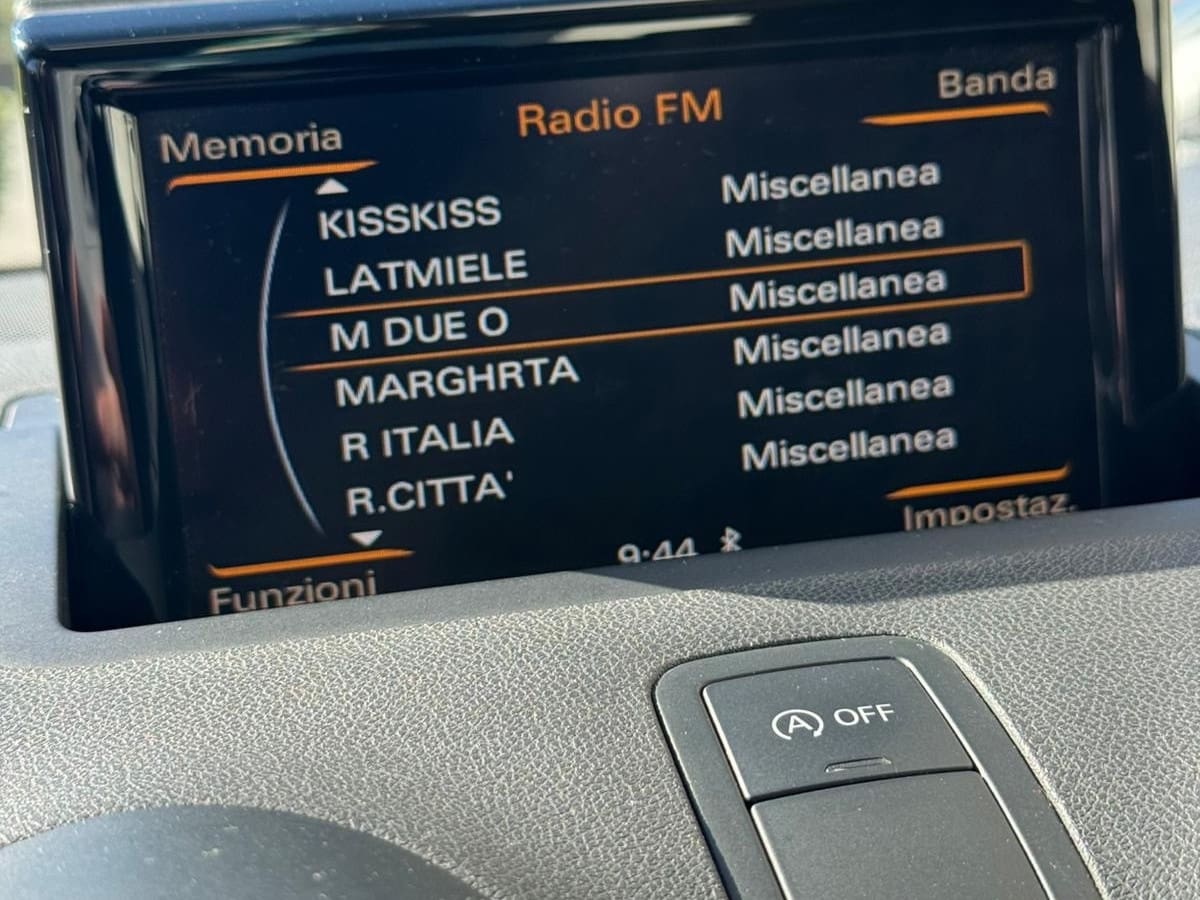 Memoria Radio FM Banda
KISSKISS Miscellanea
LATMIELE Miscellanea
M DUE O Miscellanea
MARGHRTA Miscellanea
R ITALIA Miscellanea
R.CITTA' Miscellanea
Funzioni 9:44 Impostaz.
A OFF